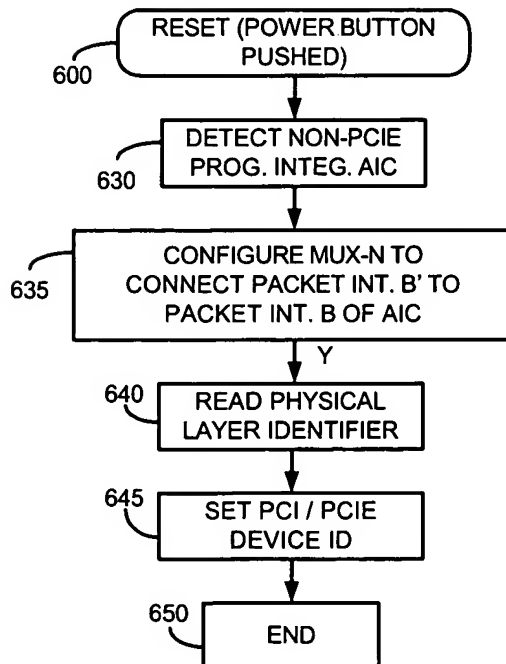 RESET (POWER BUTTON
PUSHED)
600
DETECT NON-PCIE
PROG. INTEG. AIC
630
CONFIGURE MUX-N TO
CONNECT PACKET INT. B' TO
PACKET INT. B OF AIC
635
Y
640
READ PHYSICAL
LAYER IDENTIFIER
645
SET PCI / PCIE
DEVICE ID
650
END